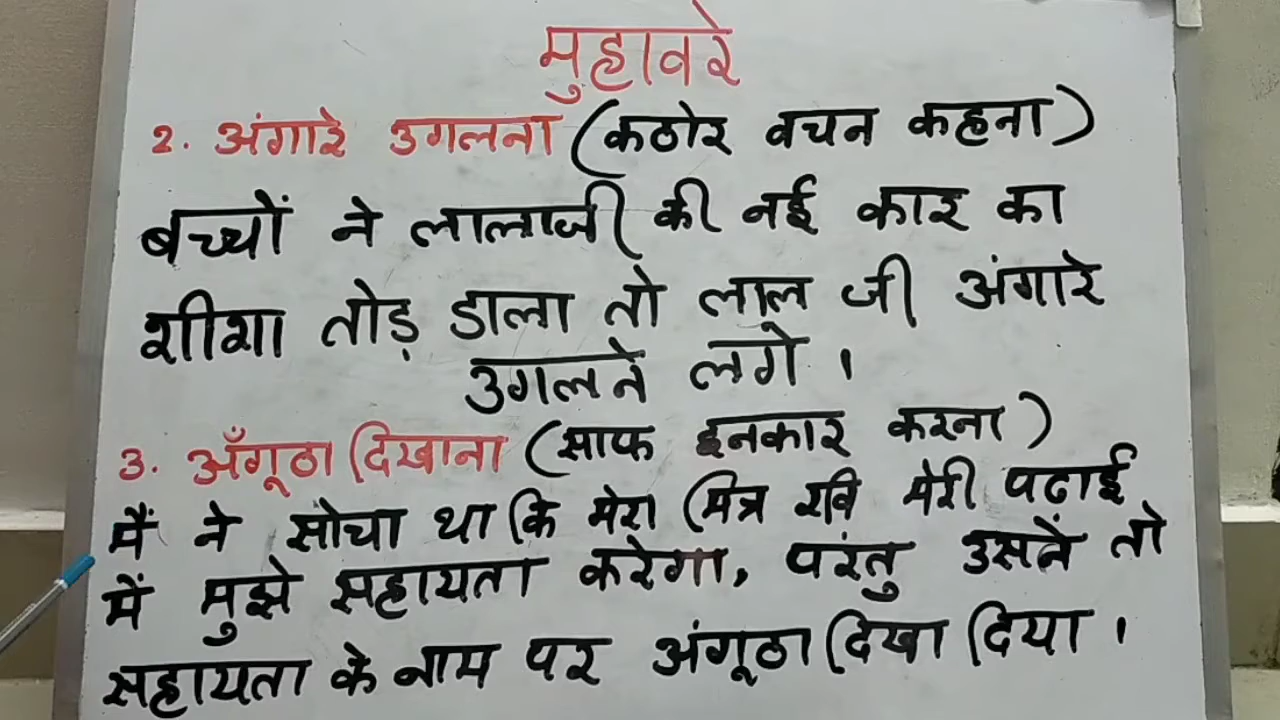 मुहावरे
2. अंगारे उगलना (कठोर वचन कहना)
बच्चों ने लालाजी की नई कार का
शीशा तोड़ डाला तो लाल जी अंगारे
उगलने लगे ।
3. अँगूठा दिखाना (साफ इनकार करना)
मैं ने सोचा था कि मेरा मित्र रवि मेरी पढाई
में मुझे सहायता करेगा, परंतु उसनें तो
सहायता के नाम पर अंगूठा दिखा दिया ।